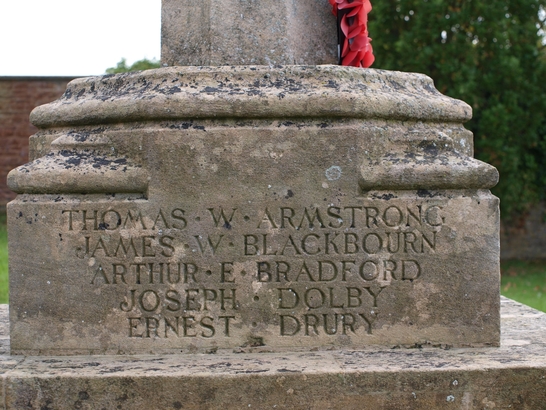 THOMAS · W · ARMSTRONG
JAMES · W · BLACKBOURN
ARTHUR · E · BRADFORD
JOSEPH · DOLBY
ERNEST · DRURY